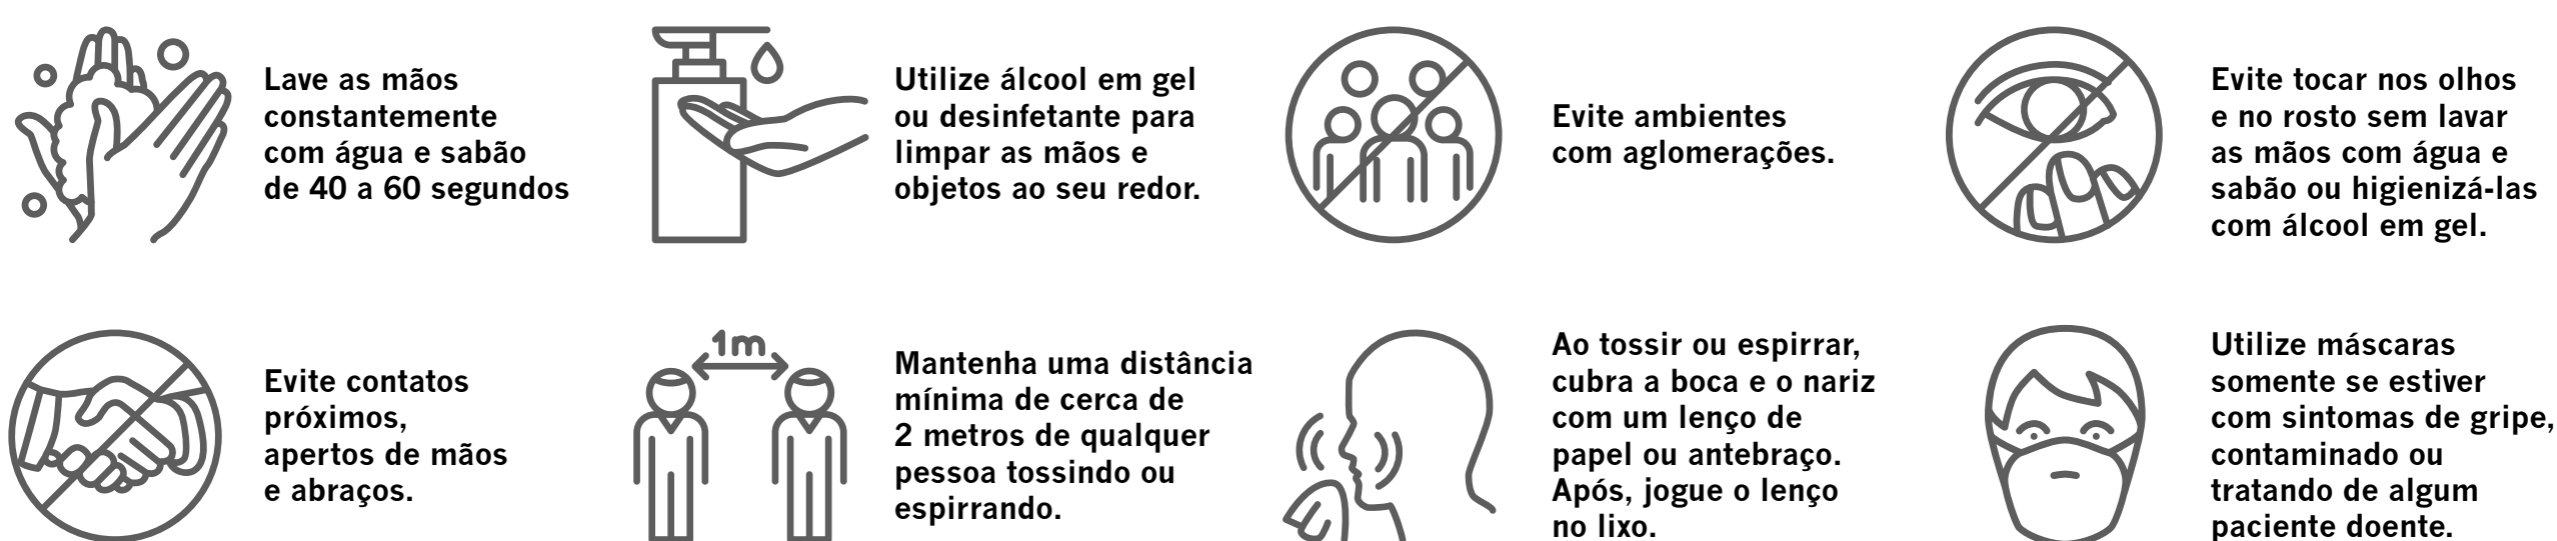 Lave as mãos
constantemente
com água e sabão
de 40 a 60 segundos
Utilize álcool em gel
ou desinfetante para
limpar as mãos e
objetos ao seu redor.
Evite ambientes
com aglomerações.
Evite tocar nos olhos
e no rosto sem lavar
as mãos com água e
sabão ou higienizá-las
com álcool em gel.
Evite contatos
próximos,
apertos de mãos
e abraços.
1m
Mantenha uma distância
mínima de cerca de
2 metros de qualquer
pessoa tossindo ou
espirrando.
Ao tossir ou espirrar,
cubra a boca e o nariz
com um lenço de
papel ou antebraço.
Após, jogue o lenço
no lixo.
Utilize máscaras
somente se estiver
com sintomas de gripe,
contaminado ou
tratando de algum
paciente doente.